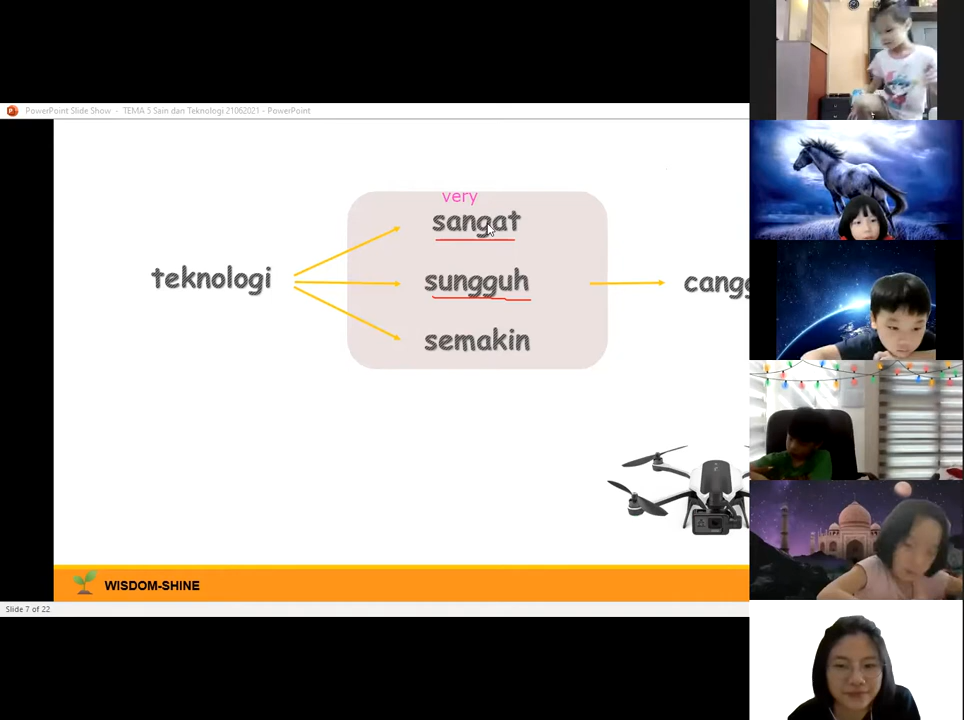 PowerPoint Slide Show - TEMA 5 Sain dan Teknologi 21062021 - PowerPoint
very
sangat
teknologi
sungguh
semakin
WISDOM-SHINE
Slide 7 of 22